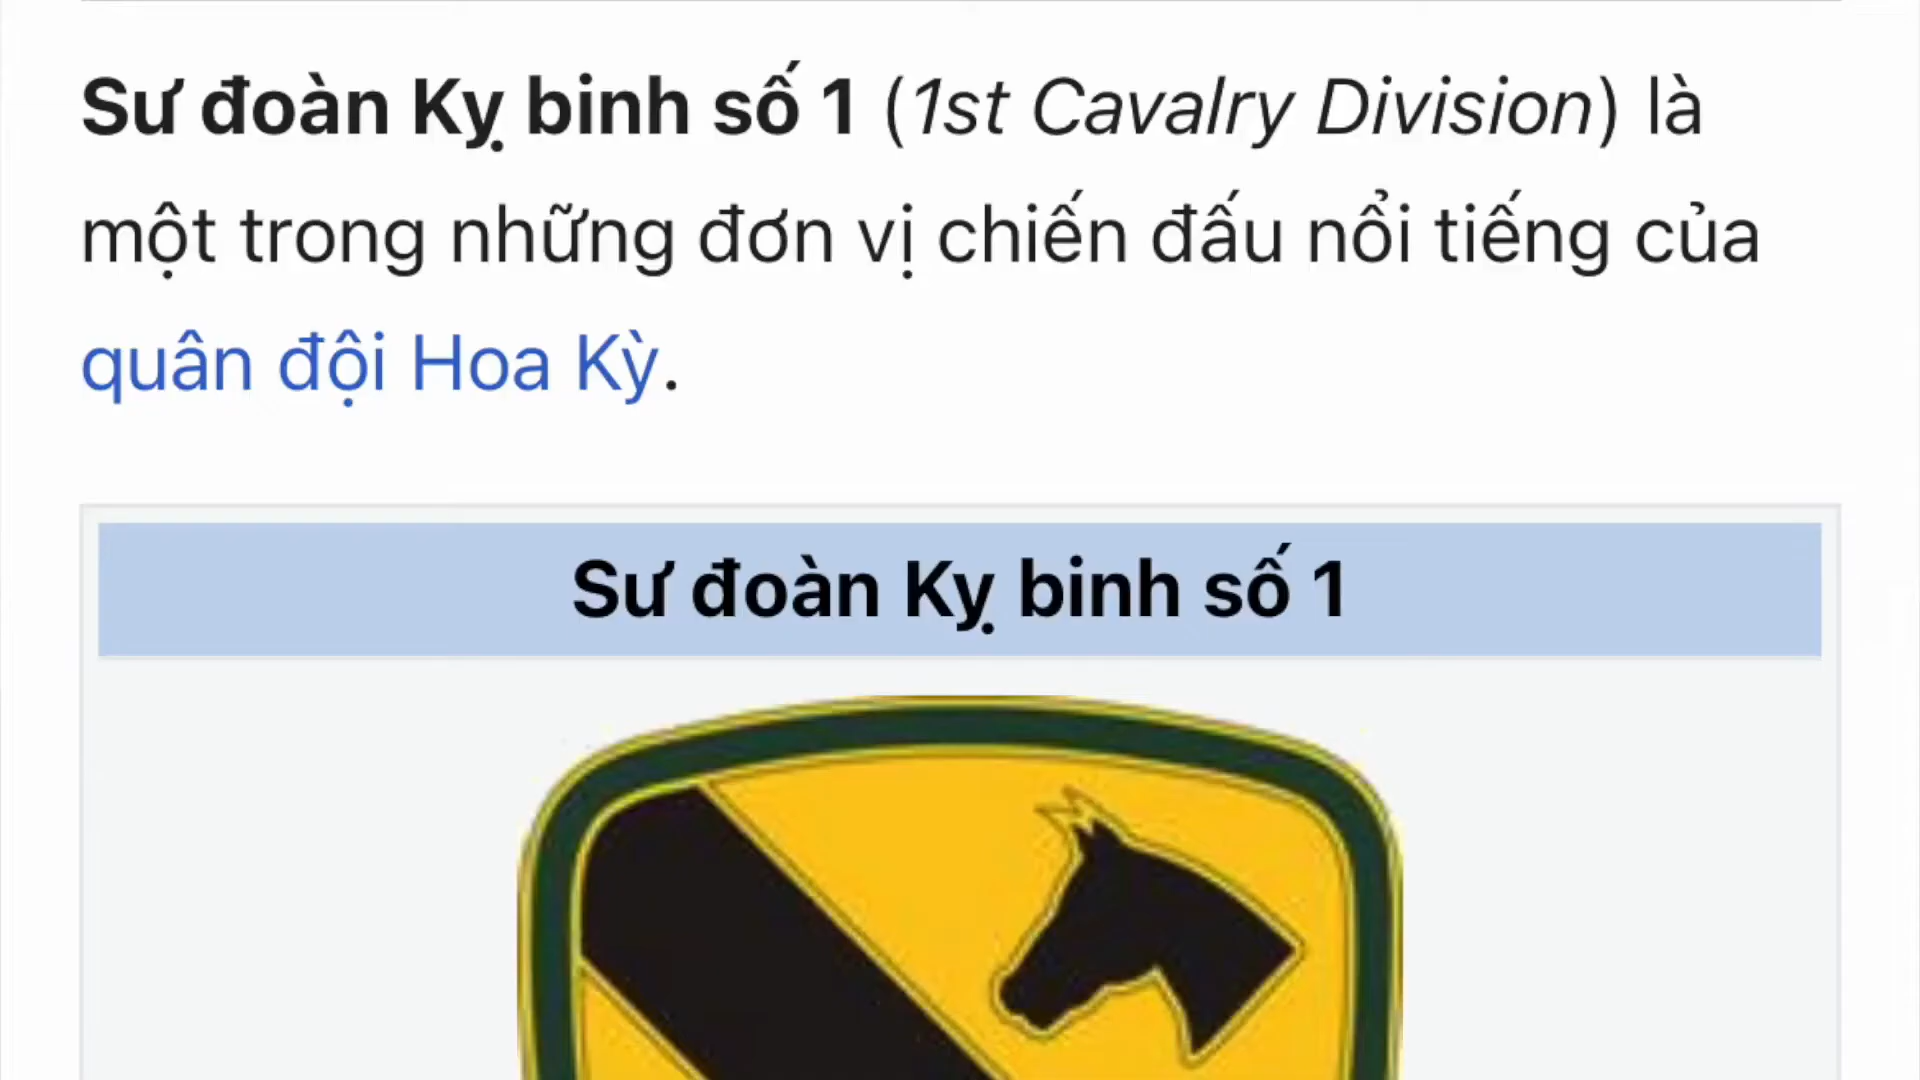 Sư đoàn Kỵ binh số 1 (1st Cavalry Division) là
một trong những đơn vị chiến đấu nổi tiếng của
quân đội Hoa Kỳ.
Sư đoàn Kỵ binh số 1